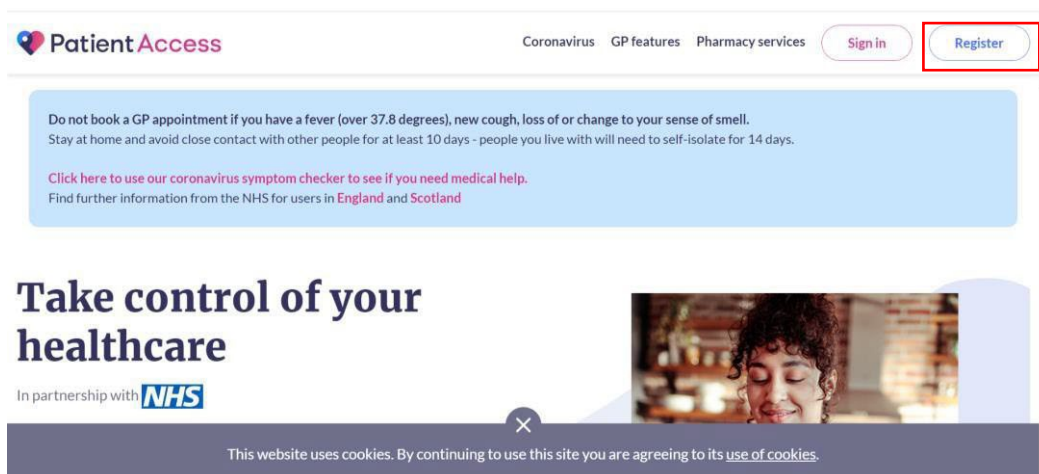 Patient Access
Coronavirus GP features Pharmacy services Sign in Register
Do not book a GP appointment if you have a fever (over 37.8 degrees), new cough, loss of or change to your sense of smell.
Stay at home and avoid close contact with other people for at least 10 days - people you live with will need to self-isolate for 14 days.
Click here to use our coronavirus symptom checker to see if you need medical help.
Find further information from the NHS for users in England and Scotland
Take control of your
healthcare
In partnership with NHS
This website uses cookies. By continuing to use this site you are agreeing to its use of cookies.